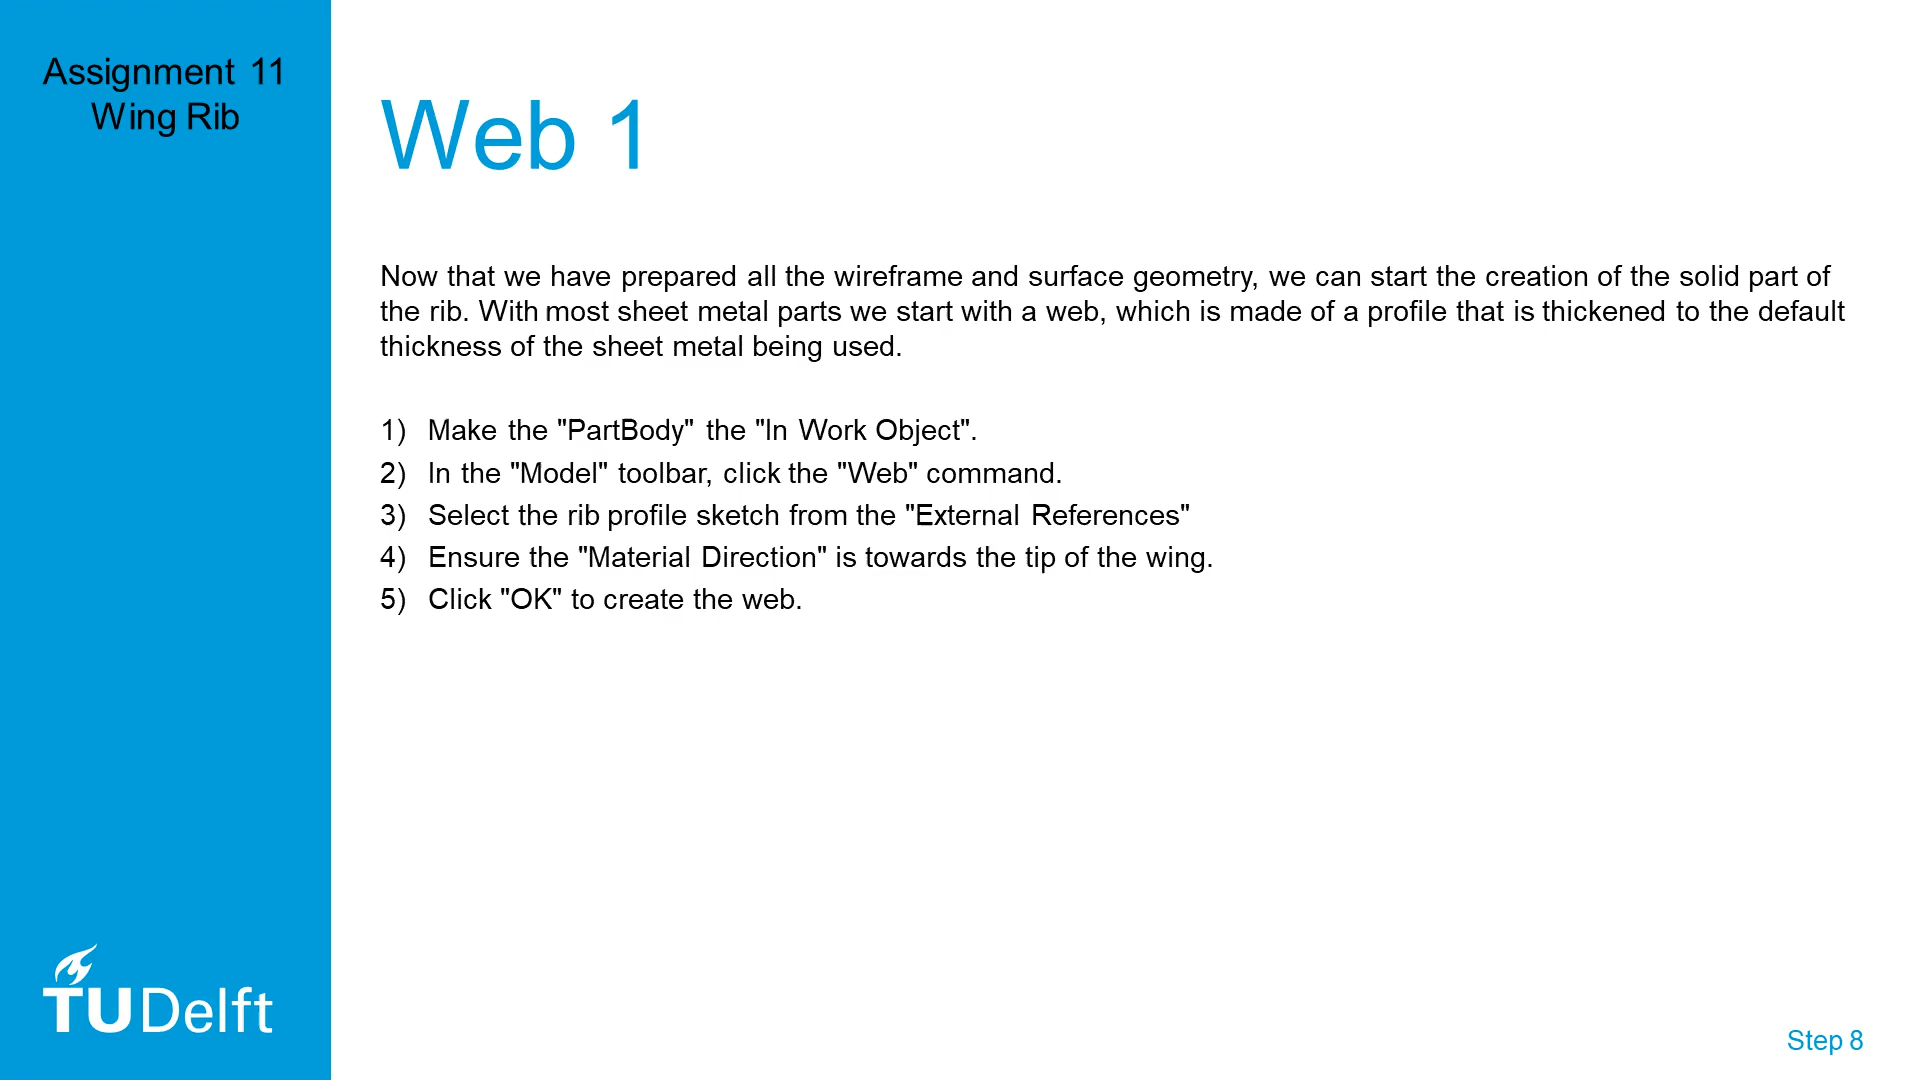 Assignment 11
Wing Rib
Web 1
Now that we have prepared all the wireframe and surface geometry, we can start the creation of the solid part of
the rib. With most sheet metal parts we start with a web, which is made of a profile that is thickened to the default
thickness of the sheet metal being used.
1) Make the "PartBody" the "In Work Object".
2) In the "Model" toolbar, click the "Web" command.
3) Select the rib profile sketch from the "External References"
4) Ensure the "Material Direction" is towards the tip of the wing.
5) Click "OK" to create the web.
TUDelft
Step 8